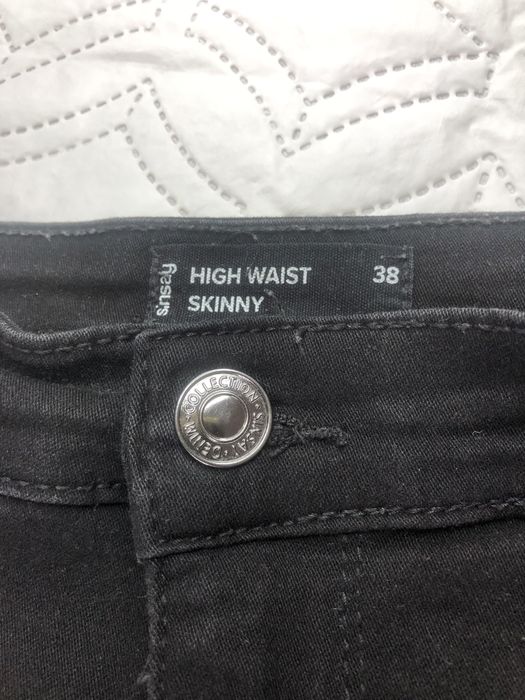 sinsay
HIGH WAIST 38
SKINNY
COLLECTION • SINSAY • DENIM •